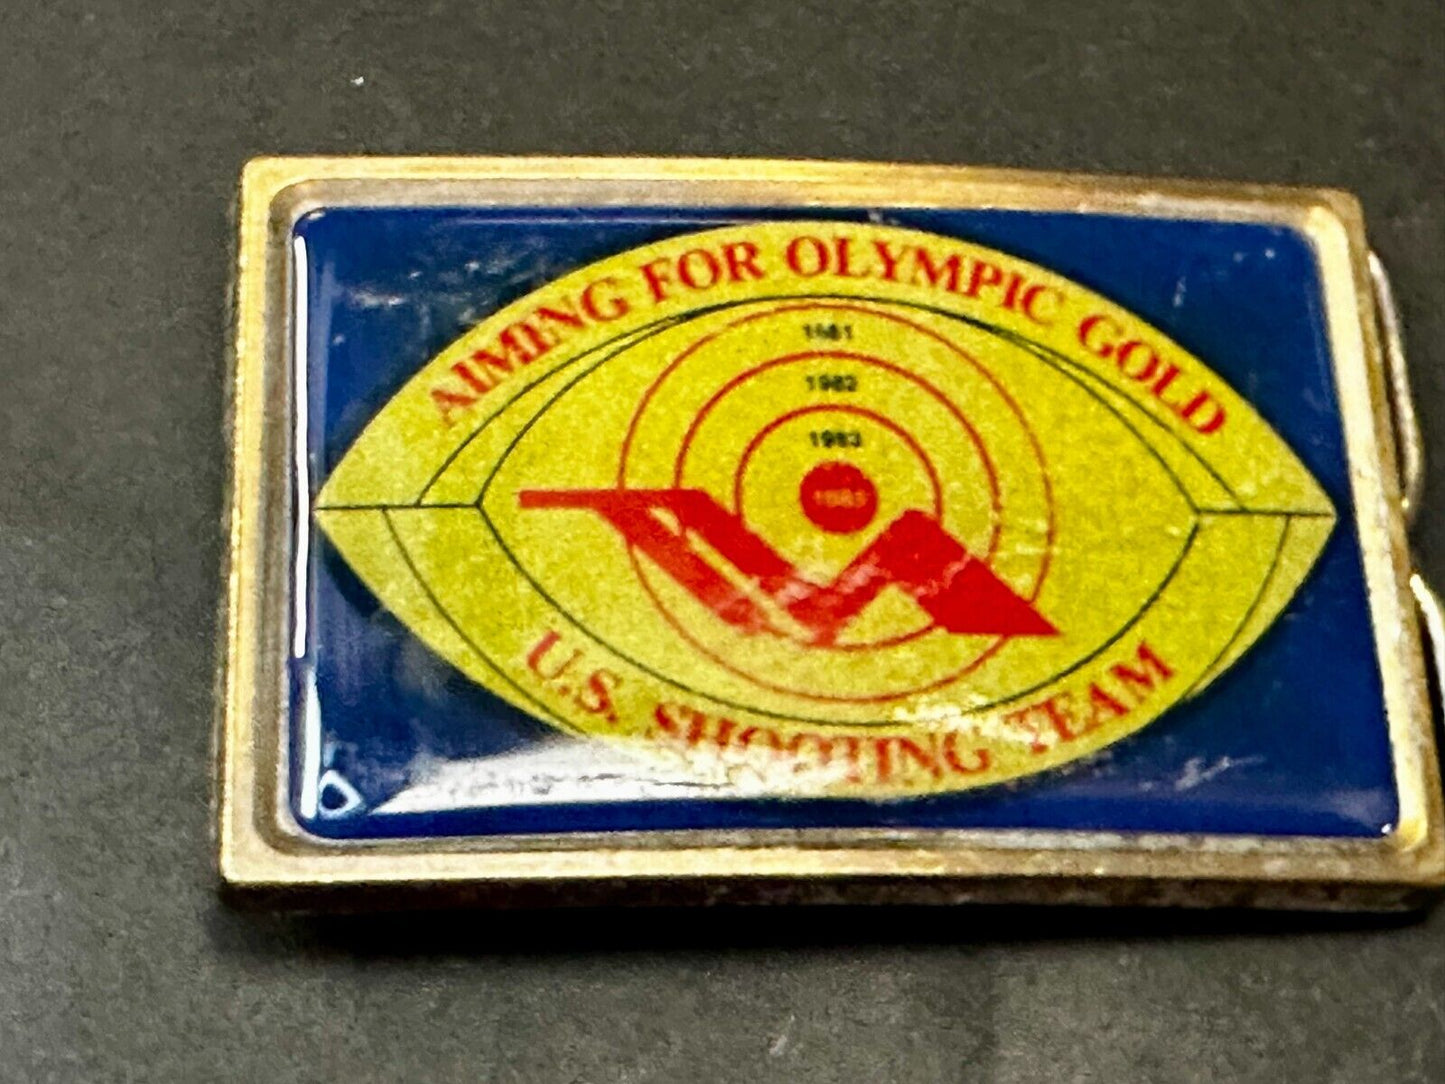 AIMING FOR OLYMPIC GOLD
1981
1982
1983
U.S. SHOOTING TEAM